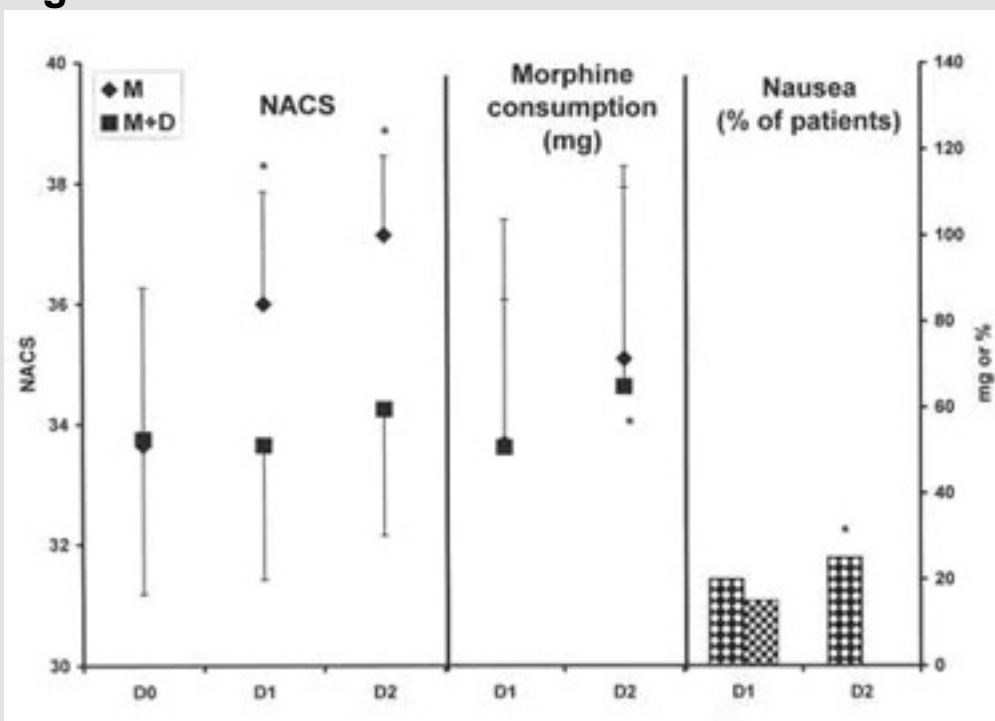 M
M+D
NACS
Morphine
consumption
(mg)
Nausea
(% of patients)
40
38
36
34
32
30
NACS
140
120
100
80
60
40
20
0
mg or %
D0
D1
D2
D1
D2
D1
D2
*
*
*
*